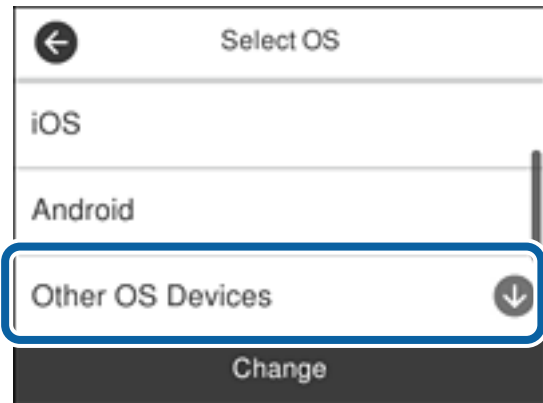 Select OS
iOS
Android
Other OS Devices
Change